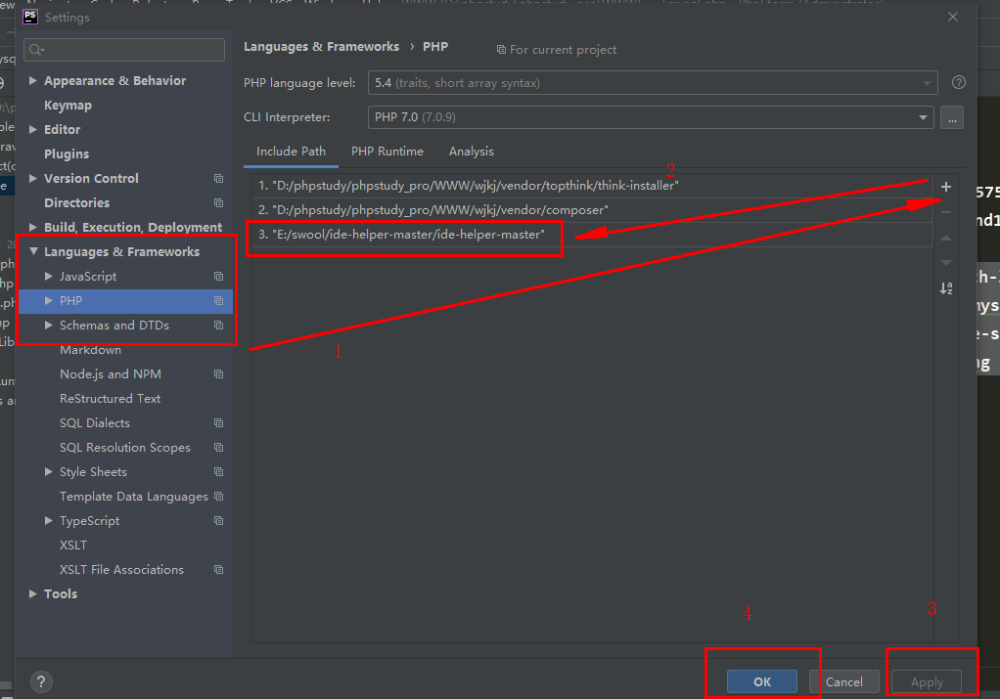 PS Settings
Appearance & Behavior
Keymap
Editor
Plugins
Version Control
Directories
Build, Execution, Deployment
Languages & Frameworks
JavaScript
PHP
Schemas and DTDs
Markdown
Node.js and NPM
ReStructured Text
SQL Dialects
SQL Resolution Scopes
Style Sheets
Template Data Languages
TypeScript
XSLT
XSLT File Associations
Tools
?
Languages & Frameworks › PHP
For current project
PHP language level: 5.4 (traits, short array syntax) ?
CLI Interpreter: PHP 7.0 (7.0.9) ...
Include Path PHP Runtime Analysis
2
1. "D:/phpstudy/phpstudy_pro/WWW/wjkj/vendor/topthink/think-installer"
2. "D:/phpstudy/phpstudy_pro/WWW/wjkj/vendor/composer"
3. "E:/swool/ide-helper-master/ide-helper-master"
1
4
3
OK Cancel Apply
575
nd1